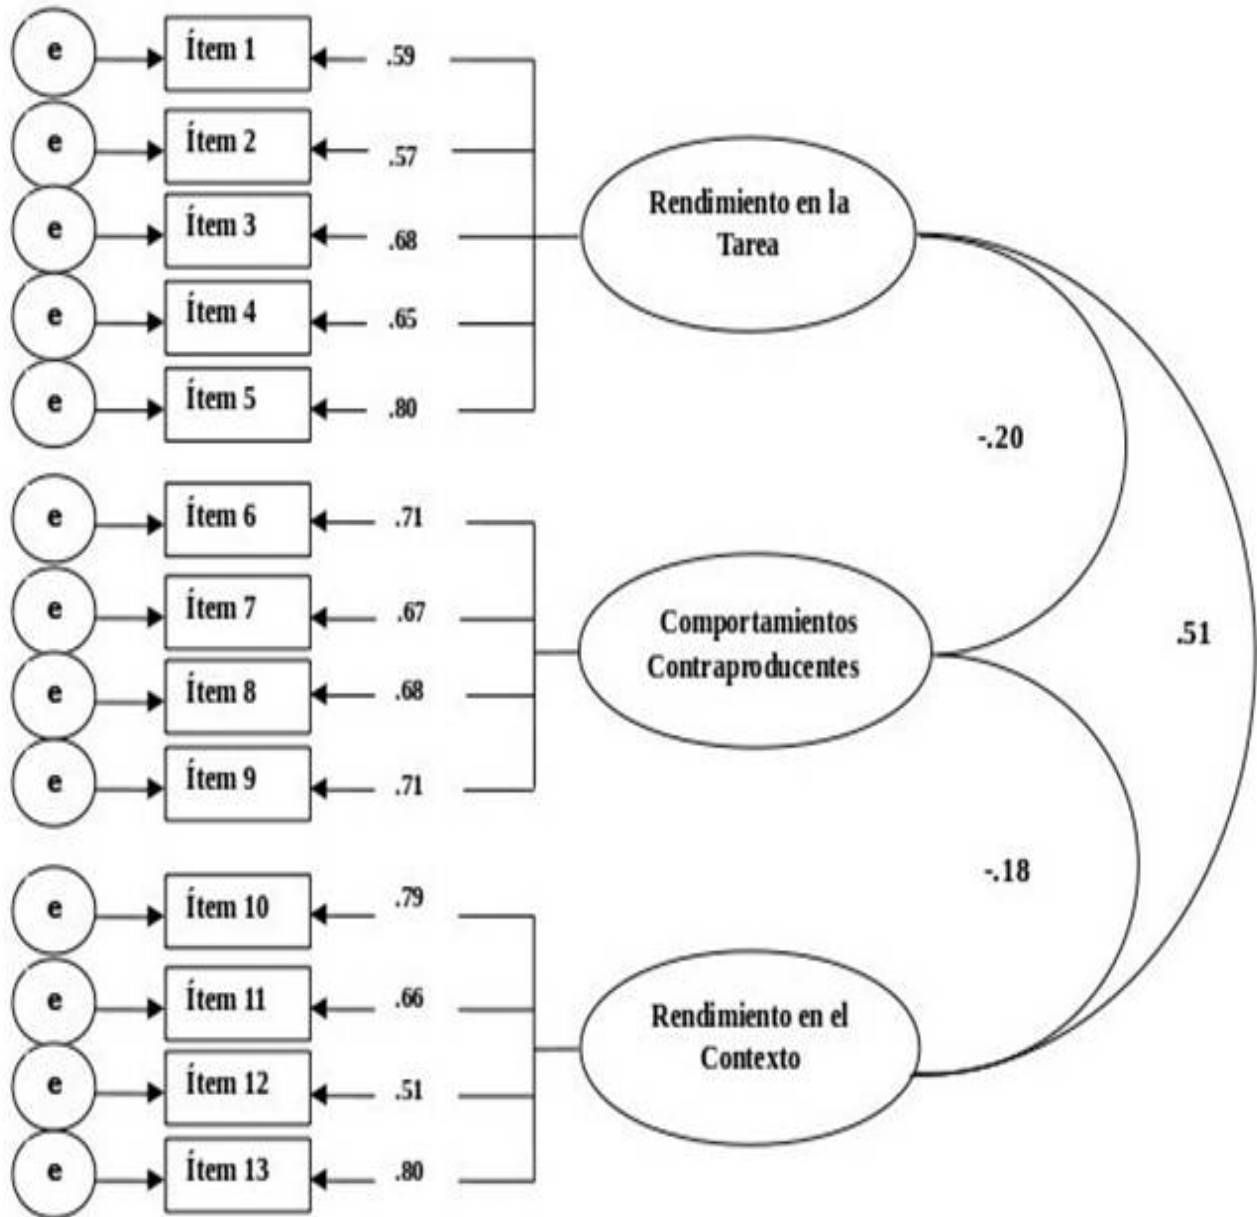 e Ítem 1 .59
e Ítem 2 .57
e Ítem 3 .68
e Ítem 4 .65
e Ítem 5 .80
Rendimiento en la
Tarea
-.20
e Ítem 6 .71
e Ítem 7 .67
e Ítem 8 .68
e Ítem 9 .71
Comportamientos
Contraproducentes
.51
-.18
e Ítem 10 .79
e Ítem 11 .66
e Ítem 12 .51
e Ítem 13 .80
Rendimiento en el
Contexto